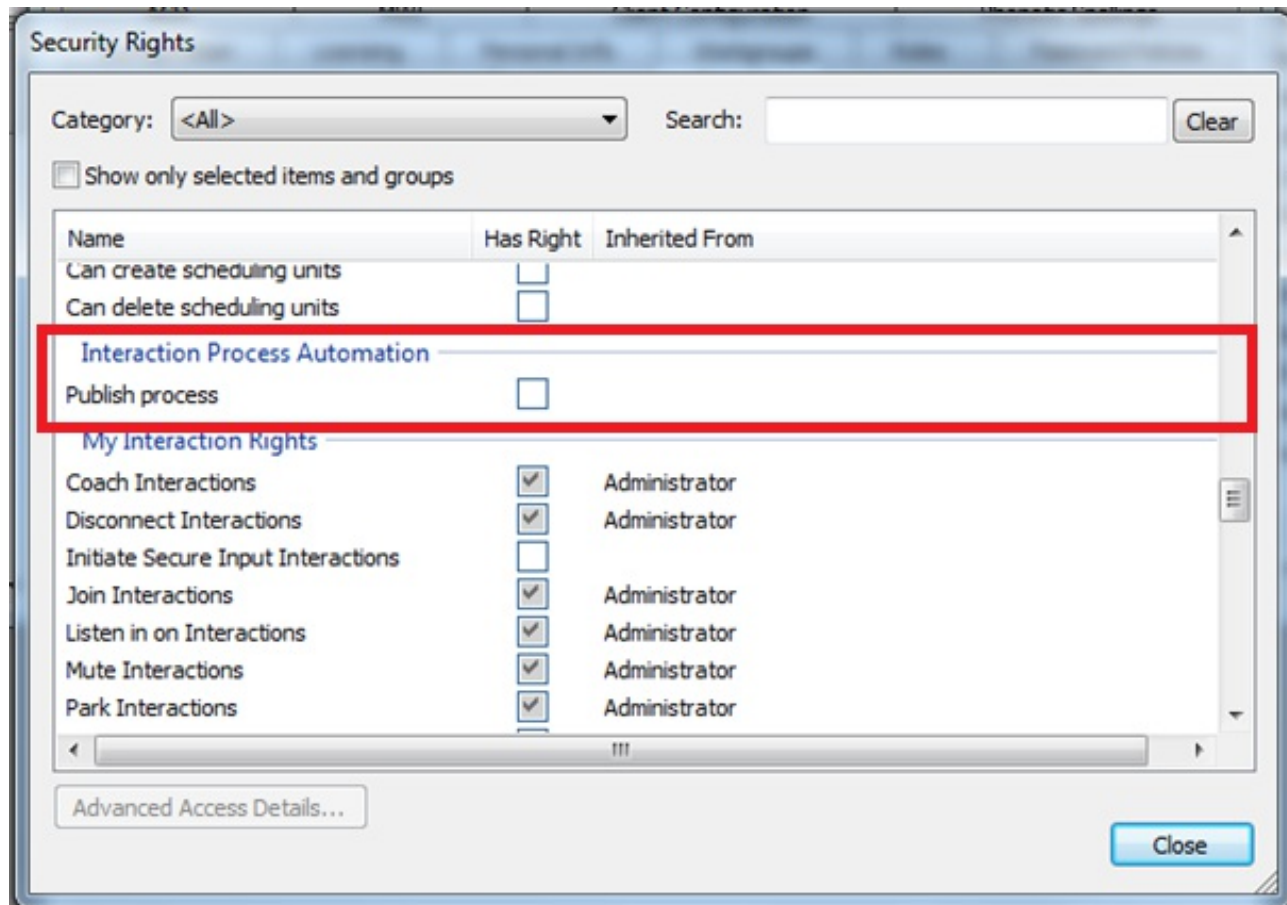 Security Rights
Category: <All> Search: Clear
Show only selected items and groups
Name Has Right Inherited From
Can create scheduling units
Can delete scheduling units
Interaction Process Automation
Publish process
My Interaction Rights
Coach Interactions Administrator
Disconnect Interactions Administrator
Initiate Secure Input Interactions
Join Interactions Administrator
Listen in on Interactions Administrator
Mute Interactions Administrator
Park Interactions Administrator
Advanced Access Details...
Close